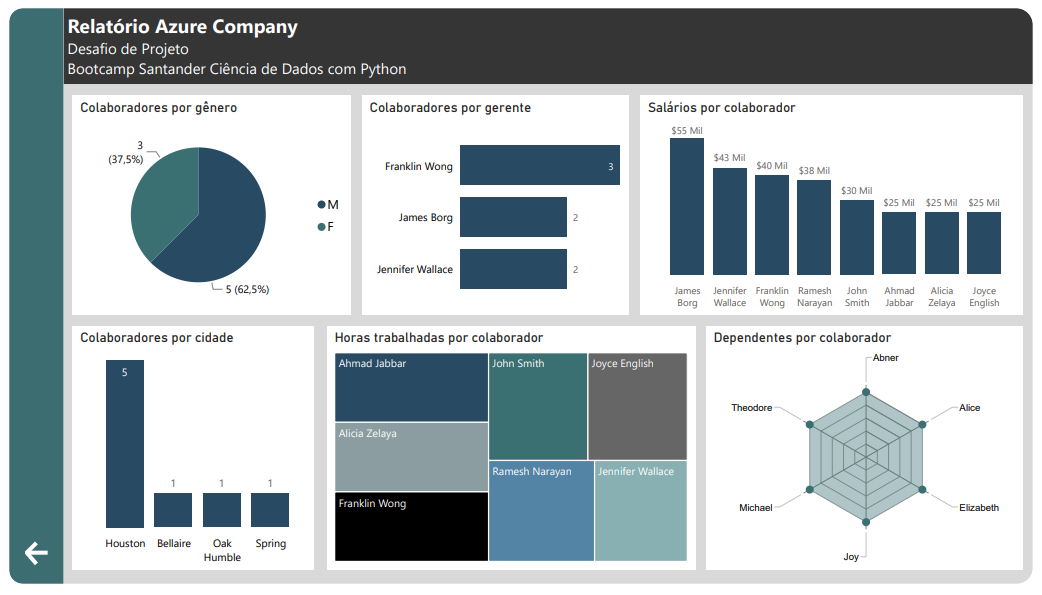 Relatório Azure Company
Desafio de Projeto
Bootcamp Santander Ciência de Dados com Python
Colaboradores por gênero
3
(37,5%)
5 (62,5%)
M
F
Colaboradores por gerente
Franklin Wong
3
James Borg
2
Jennifer Wallace
2
Salários por colaborador
$55 Mil
$43 Mil
$40 Mil
$38 Mil
$30 Mil
$25 Mil
$25 Mil
$25 Mil
James
Borg
Jennifer
Wallace
Franklin
Wong
Ramesh
Narayan
John
Smith
Ahmad
Jabbar
Alicia
Zelaya
Joyce
English
Colaboradores por cidade
5
1
1
1
Houston
Bellaire
Oak
Humble
Spring
Horas trabalhadas por colaborador
Ahmad Jabbar
Alicia Zelaya
Franklin Wong
John Smith
Joyce English
Ramesh Narayan
Jennifer Wallace
Dependentes por colaborador
Abner
Alice
Elizabeth
Joy
Michael
Theodore